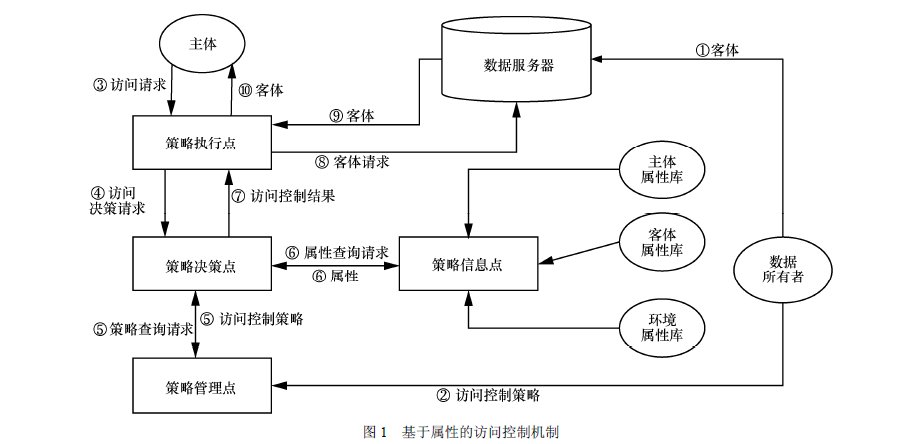 主体
数据服务器
①客体
③访问请求
⑩ 客体
⑨ 客体
策略执行点
⑧ 客体请求
主体
属性库
④访问
决策请求
⑦ 访问控制结果
客体
属性库
⑥ 属性查询请求
策略决策点
策略信息点
数据
所有者
⑥ 属性
⑤策略查询请求
⑤ 访问控制策略
环境
属性库
策略管理点
② 访问控制策略
图 1 基于属性的访问控制机制